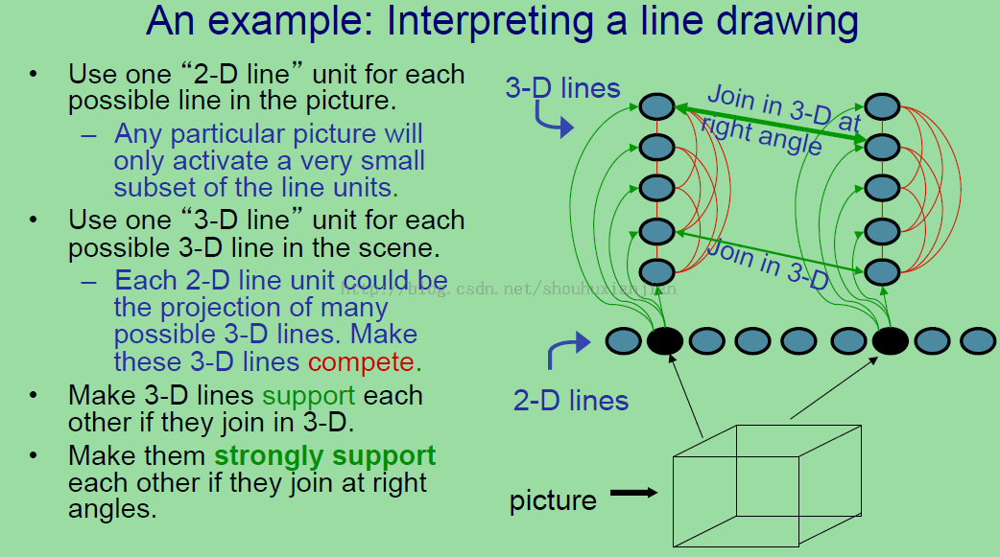 An example: Interpreting a line drawing
• Use one “2-D line” unit for each
possible line in the picture.
– Any particular picture will
only activate a very small
subset of the line units.
• Use one “3-D line” unit for each
possible 3-D line in the scene.
– Each 2-D line unit could be
the projection of many
possible 3-D lines. Make
these 3-D lines compete.
• Make 3-D lines support each
other if they join in 3-D.
• Make them strongly support
each other if they join at right
angles.
3-D lines
Join in 3-D at
right angle
Join in 3-D
2-D lines
picture
http://blog.csdn.net/shouhuxianjian